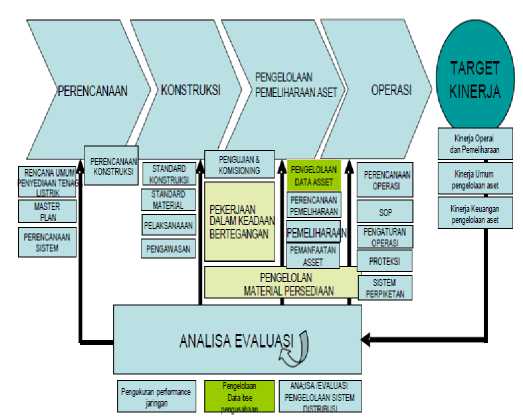 PERENCANAAN
KONSTRUKSI
PENGELOLAAN
PEMELIHARAAN ASET
OPERASI
TARGET
KINERJA
Kinerja Operai
dan Pemeliharaan
Kinerja Umum
pengelolaan aset
Kinerja Keuangan
pengelolaan aset
RENCANA UMUM
PENYEDIAAN TENAG
LISTRIK
MASTER
PLAN
PERENCANAAN
SISTEM
PERENCANAAN
KONSTRUKSI
STANDARD
KONSTRUKSI
STANDARD
MATERIAL
PELAKSANAAAN
PENGAWASAN
PENGUJIAN &
KOMISIONING
PEKERJAAN
DALAM KEADAAN
BERTEGANGAN
PENGELOLAAN
DATA ASSET
PERENCANAAN
PEMELIHARAAN
PEMELIHARAAN
PEMANFAATAN
ASSET
PENGELOLAN
MATERIAL PERSEDIAAN
PERENCANAAN
OPERASI
SOP
PENGATURAN
OPERASI
PROTEKSI
SISTEM
PERPIKETAN
ANALISA EVALUASI
Pengukuran performance
jaringan
Pengelolaan
Data bse
pengusahaan
ANALISA /EVALUASI
PENGELOLAAN SISTEM
DISTRIBUSI